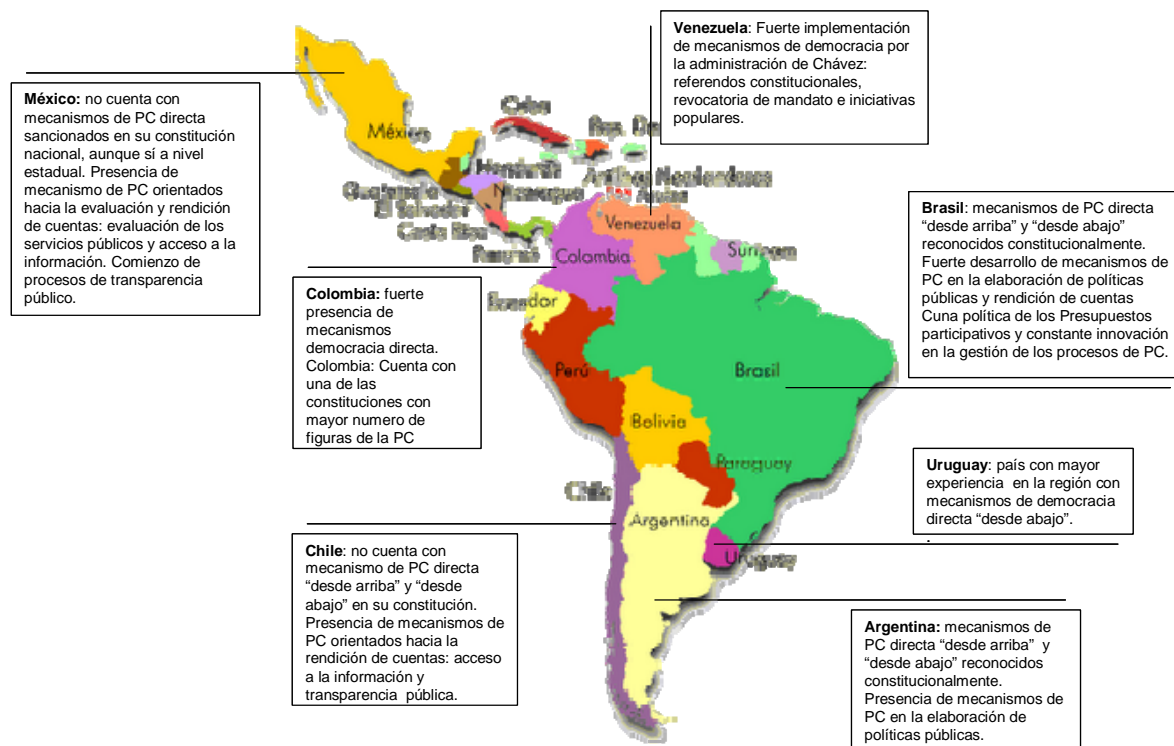 Venezuela: Fuerte implementación
de mecanismos de democracia por
la administración de Chávez:
referendos constitucionales,
revocatoria de mandato e iniciativas
populares.
México: no cuenta con
mecanismos de PC directa
sancionados en su constitución
nacional, aunque sí a nivel
estadual. Presencia de
mecanismo de PC orientados
hacia la evaluación y rendición
de cuentas: evaluación de los
servicios públicos y acceso a la
información. Comienzo de
procesos de transparencia
público.
Brasil: mecanismos de PC directa
“desde arriba” y “desde abajo”
reconocidos constitucionalmente.
Fuerte desarrollo de mecanismos de
PC en la elaboración de políticas
públicas y rendición de cuentas
Cuna política de los Presupuestos
participativos y constante innovación
en la gestión de los procesos de PC.
Colombia: fuerte
presencia de
mecanismos
democracia directa.
Colombia: Cuenta con
una de las
constituciones con
mayor numero de
figuras de la PC
Uruguay: país con mayor
experiencia en la región con
mecanismos de democracia
directa “desde abajo”.
.
Chile: no cuenta con
mecanismo de PC directa
“desde arriba” y “desde
abajo” en su constitución.
Presencia de mecanismos de
PC orientados hacia la
rendición de cuentas: acceso
a la información y
transparencia pública.
Argentina: mecanismos de
PC directa “desde arriba” y
“desde abajo” reconocidos
constitucionalmente.
Presencia de mecanismos de
PC en la elaboración de
políticas públicas.
México
Cuba
Rep.
Guatemala
El Salvador
Nicaragua
Costa Rica
Panamá
Venezuela
Colombia
Surinam
Ecuador
Perú
Brasil
Bolivia
Paraguay
Chile
Argentina
Uruguay